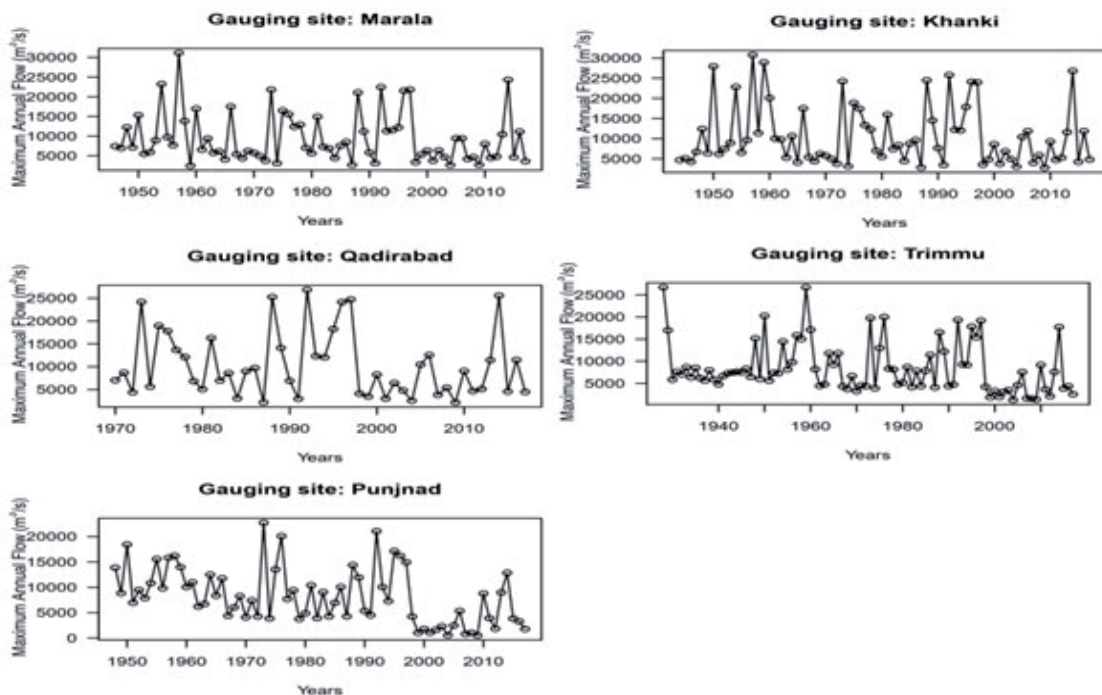 Gauging site: Marala
Maximum Annual Flow (m³/s)
30000
25000
20000
15000
10000
5000
1950 1960 1970 1980 1990 2000 2010
Years
Gauging site: Khanki
Maximum Annual Flow (m³/s)
30000
25000
20000
15000
10000
5000
1950 1960 1970 1980 1990 2000 2010
Years
Gauging site: Qadirabad
Maximum Annual Flow (m³/s)
25000
20000
15000
10000
5000
1970 1980 1990 2000 2010
Years
Gauging site: Trimmu
Maximum Annual Flow (m³/s)
25000
20000
15000
10000
5000
1940 1960 1980 2000
Years
Gauging site: Punjnad
Maximum Annual Flow (m³/s)
20000
15000
10000
5000
0
1950 1960 1970 1980 1990 2000 2010
Years